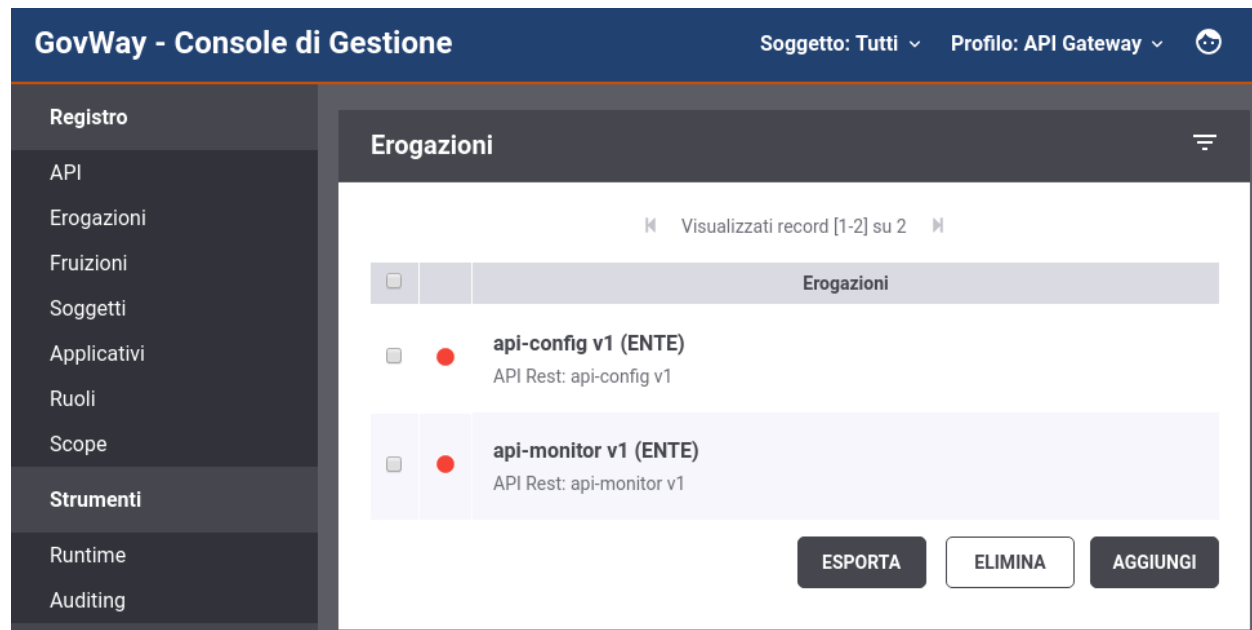 GovWay - Console di Gestione
Soggetto: Tutti
Profilo: API Gateway
Registro
API
Erogazioni
Fruizioni
Soggetti
Applicativi
Ruoli
Scope
Strumenti
Runtime
Auditing
Erogazioni
Visualizzati record [1-2] su 2
Erogazioni
api-config v1 (ENTE)
API Rest: api-config v1
api-monitor v1 (ENTE)
API Rest: api-monitor v1
ESPORTA
ELIMINA
AGGIUNGI